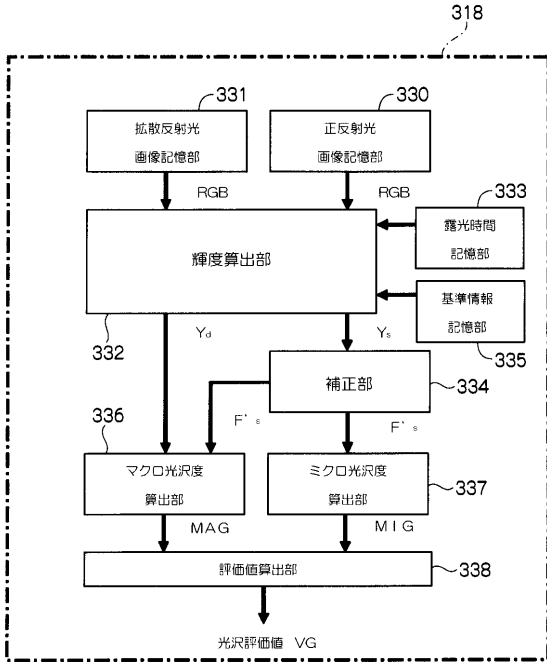 318
331
330
拡散反射光
画像記憶部
正反射光
画像記憶部
RGB
RGB
333
露光時間
記憶部
輝度算出部
基準情報
記憶部
332
Yd
Ys
335
補正部
334
F's
F's
336
マクロ光沢度
算出部
ミクロ光沢度
算出部
337
MAG
MIG
評価値算出部
338
光沢評価値 VG